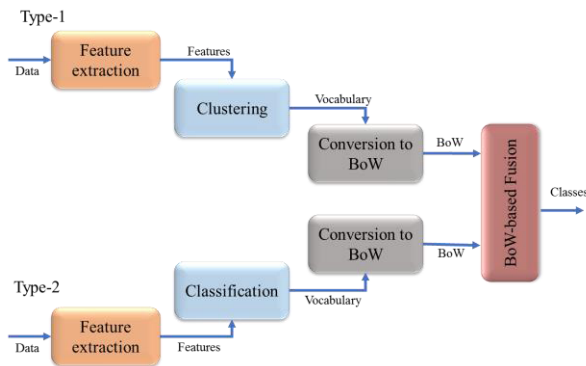 Type-1
Data
Feature
extraction
Features
Clustering
Vocabulary
Conversion to
BoW
BoW
BoW-based Fusion
Classes
Type-2
Data
Feature
extraction
Features
Classification
Vocabulary
Conversion to
BoW
BoW